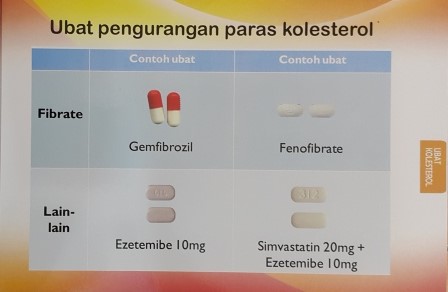 Ubat pengurangan paras kolesterol
Contoh ubat
Contoh ubat
Fibrate
Gemfibrozil
Fenofibrate
UBAT
KOLESTEROL
Lain-
lain
Ezetemibe 10mg
Simvastatin 20mg +
Ezetemibe 10mg